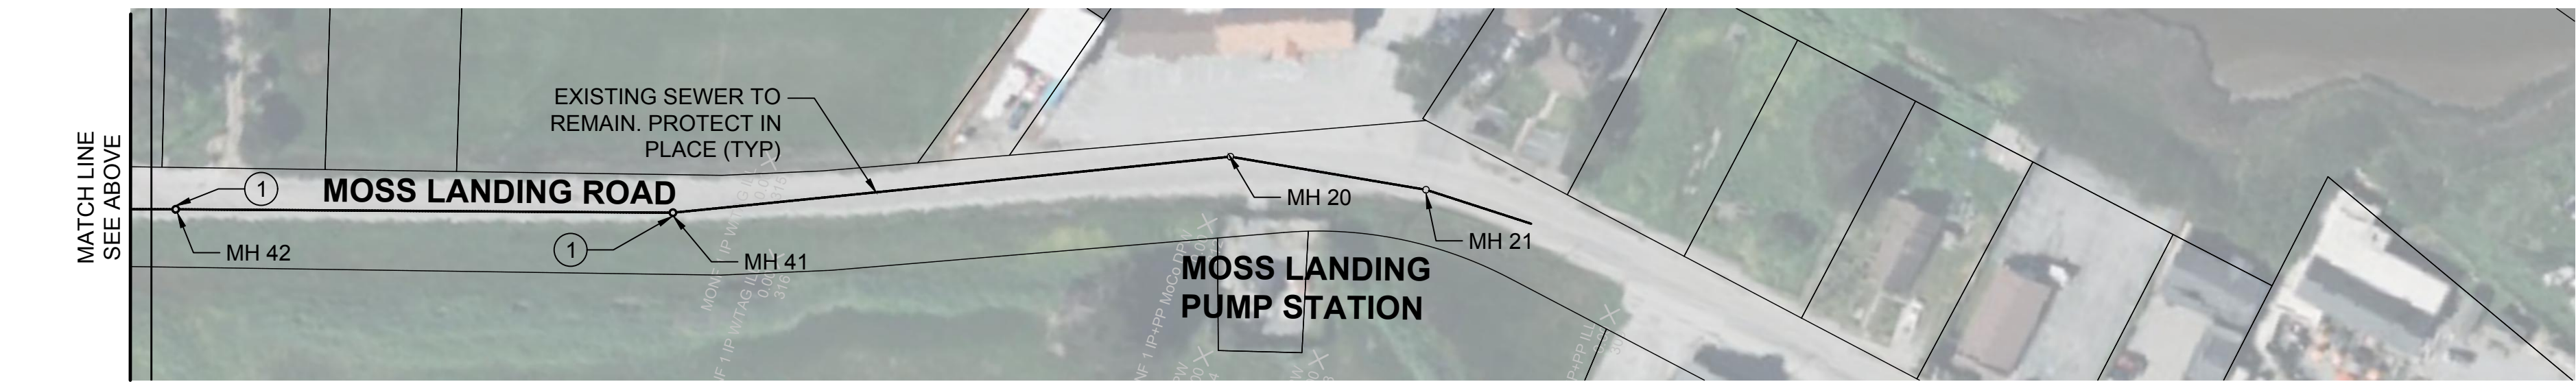 EXISTING SEWER TO
REMAIN. PROTECT IN
PLACE (TYP)
MATCH LINE
SEE ABOVE
1
MOSS LANDING ROAD
MH 42
1
MH 41
MH 20
MH 21
MOSS LANDING
PUMP STATION